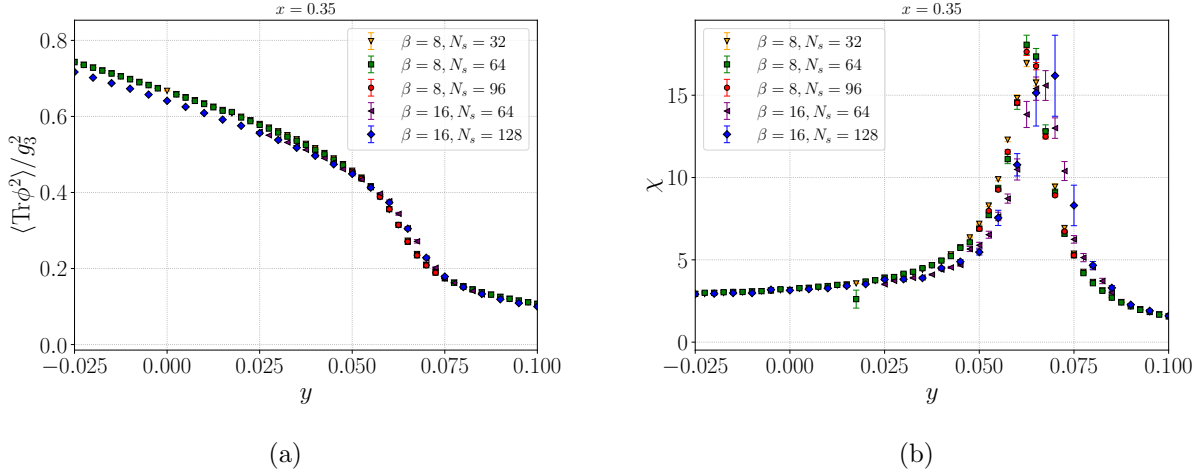 x = 0.35
0.8
0.6
0.4
0.2
0.0
⟨Trϕ²⟩/g₃²
β = 8, Nₛ = 32
β = 8, Nₛ = 64
β = 8, Nₛ = 96
β = 16, Nₛ = 64
β = 16, Nₛ = 128
−0.025 0.000 0.025 0.050 0.075 0.100
y
(a)
x = 0.35
15
10
5
0
χ
β = 8, Nₛ = 32
β = 8, Nₛ = 64
β = 8, Nₛ = 96
β = 16, Nₛ = 64
β = 16, Nₛ = 128
−0.025 0.000 0.025 0.050 0.075 0.100
y
(b)